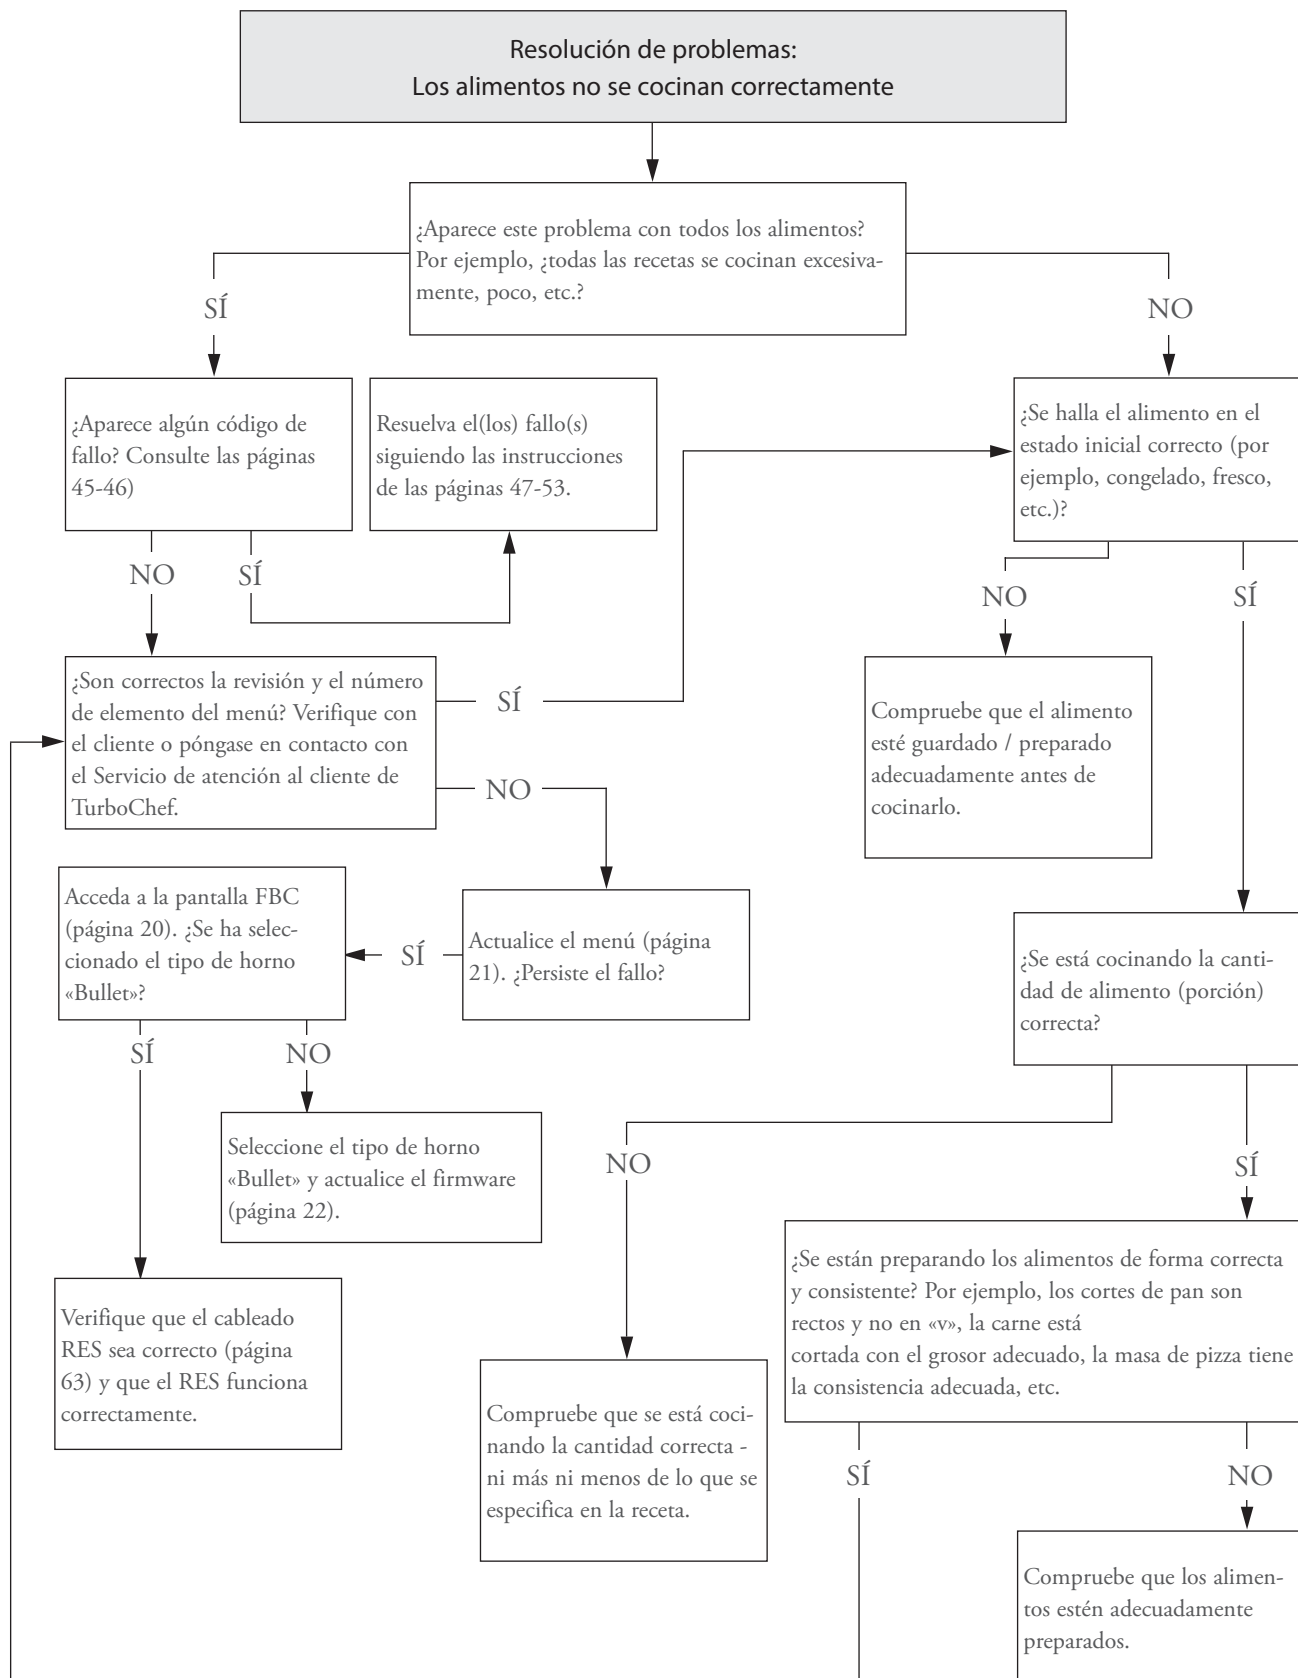 Resolución de problemas:
Los alimentos no se cocinan correctamente
¿Aparece este problema con todos los alimentos?
Por ejemplo, ¿todas las recetas se cocinan excesiva-
mente, poco, etc.?
SÍ
NO
¿Aparece algún código de
fallo? Consulte las páginas
45-46)
Resuelva el(los) fallo(s)
siguiendo las instrucciones
de las páginas 47-53.
¿Se halla el alimento en el
estado inicial correcto (por
ejemplo, congelado, fresco,
etc.)?
NO
SÍ
NO
SÍ
¿Son correctos la revisión y el número
de elemento del menú? Verifique con
el cliente o póngase en contacto con
el Servicio de atención al cliente de
TurboChef.
SÍ
NO
Compruebe que el alimento
esté guardado / preparado
adecuadamente antes de
cocinarlo.
Acceda a la pantalla FBC
(página 20). ¿Se ha selec-
cionado el tipo de horno
«Bullet»?
SÍ
Actualice el menú (página
21). ¿Persiste el fallo?
¿Se está cocinando la canti-
dad de alimento (porción)
correcta?
SÍ
NO
Seleccione el tipo de horno
«Bullet» y actualice el firmware
(página 22).
NO
SÍ
¿Se están preparando los alimentos de forma correcta
y consistente? Por ejemplo, los cortes de pan son
rectos y no en «v», la carne está
cortada con el grosor adecuado, la masa de pizza tiene
la consistencia adecuada, etc.
Verifique que el cableado
RES sea correcto (página
63) y que el RES funciona
correctamente.
Compruebe que se está coci-
nando la cantidad correcta -
ni más ni menos de lo que se
especifica en la receta.
SÍ
NO
Compruebe que los alimen-
tos estén adecuadamente
preparados.